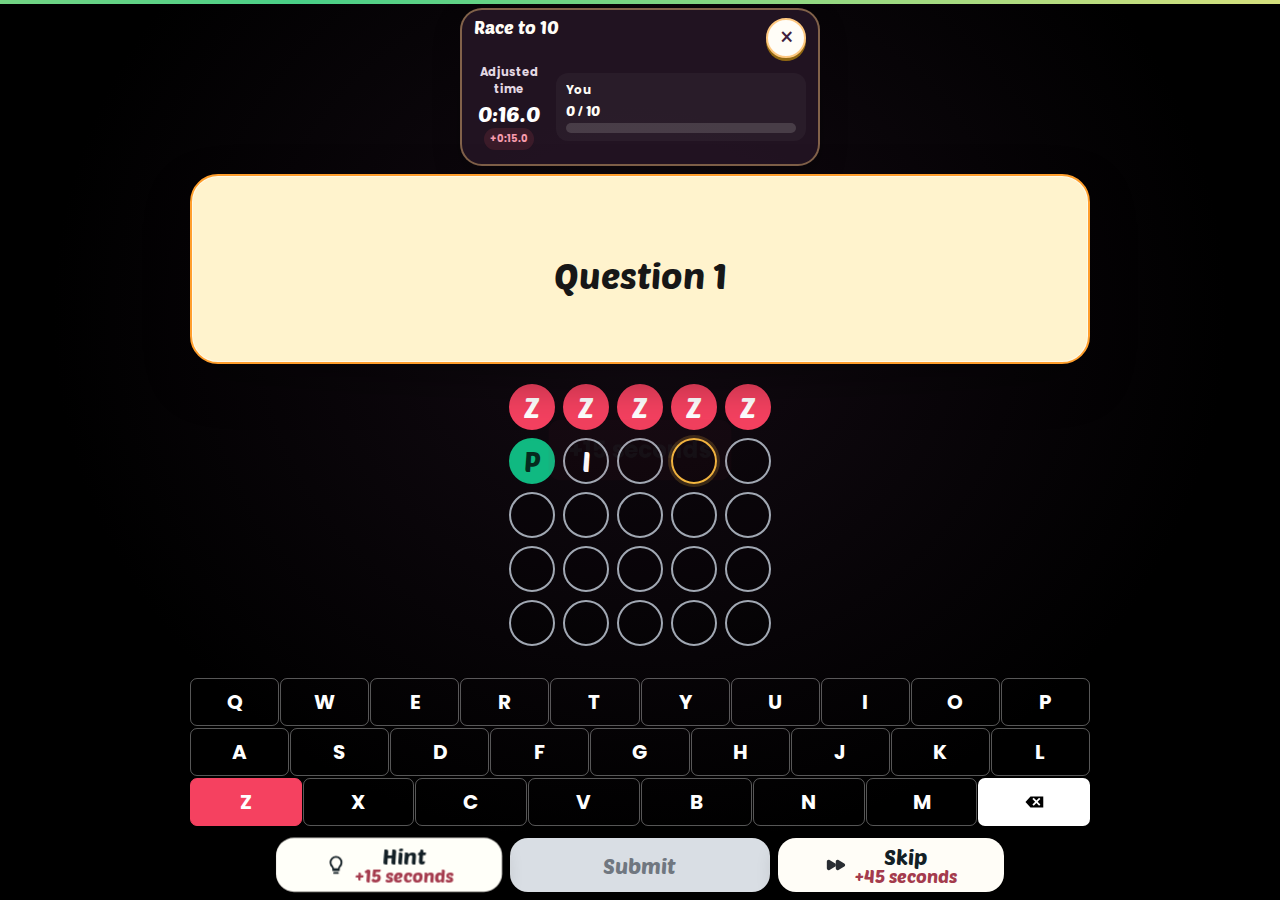 Race to 10
×
Adjusted
time
0:16.0
+0:15.0
You
0 / 10
Question 1
Z Z Z Z Z
P I
Q W E R T Y U I O P
A S D F G H J K L
Z X C V B N M
Hint
+15 seconds
Submit
Skip
+45 seconds